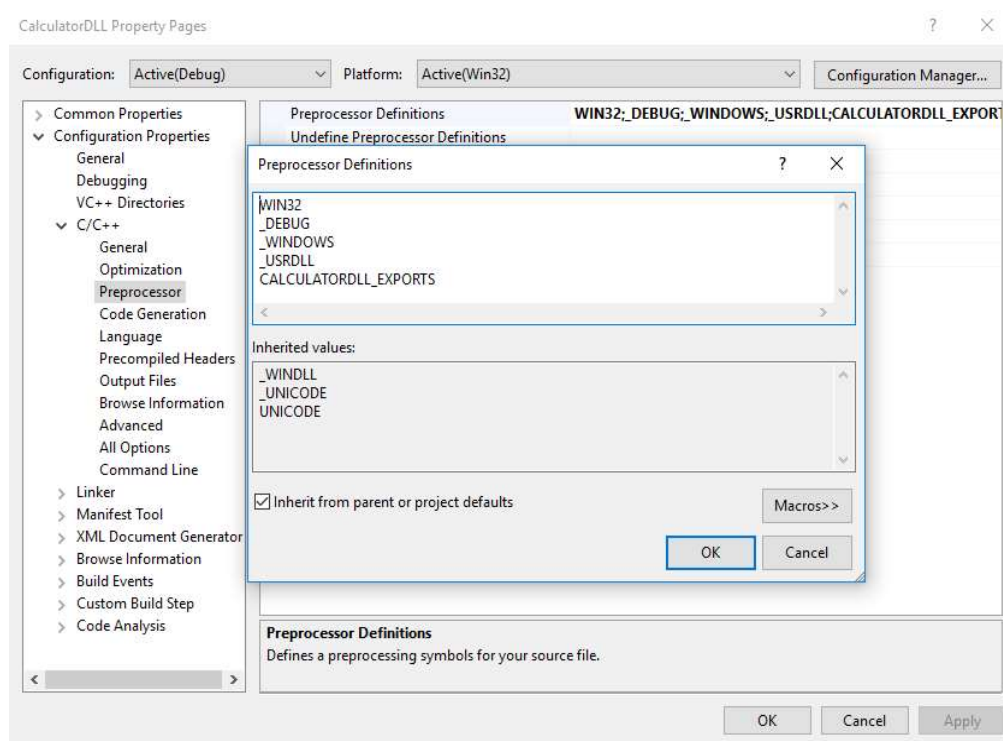 CalculatorDLL Property Pages
Configuration: Active(Debug) Platform: Active(Win32) Configuration Manager...
Common Properties
Configuration Properties
General
Debugging
VC++ Directories
C/C++
General
Optimization
Preprocessor
Code Generation
Language
Precompiled Headers
Output Files
Browse Information
Advanced
All Options
Command Line
Linker
Manifest Tool
XML Document Generator
Browse Information
Build Events
Custom Build Step
Code Analysis
Preprocessor Definitions WIN32;_DEBUG;_WINDOWS;_USRDLL;CALCULATORDLL_EXPORT
Undefine Preprocessor Definitions
Preprocessor Definitions ?
WIN32
_DEBUG
_WINDOWS
_USRDLL
CALCULATORDLL_EXPORTS
Inherited values:
_WINDLL
_UNICODE
UNICODE
Inherit from parent or project defaults
Macros>>
OK Cancel
Preprocessor Definitions
Defines a preprocessing symbols for your source file.
OK Cancel Apply